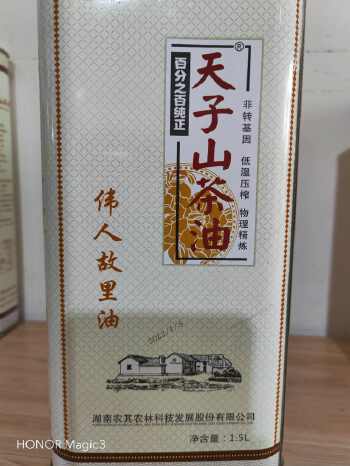 天子山茶油®
百分之百纯正
非转基因 低温压榨 物理精炼
伟人故里油
湖南农其农林科技发展股份有限公司
净含量：1.5L
HONOR Magic3